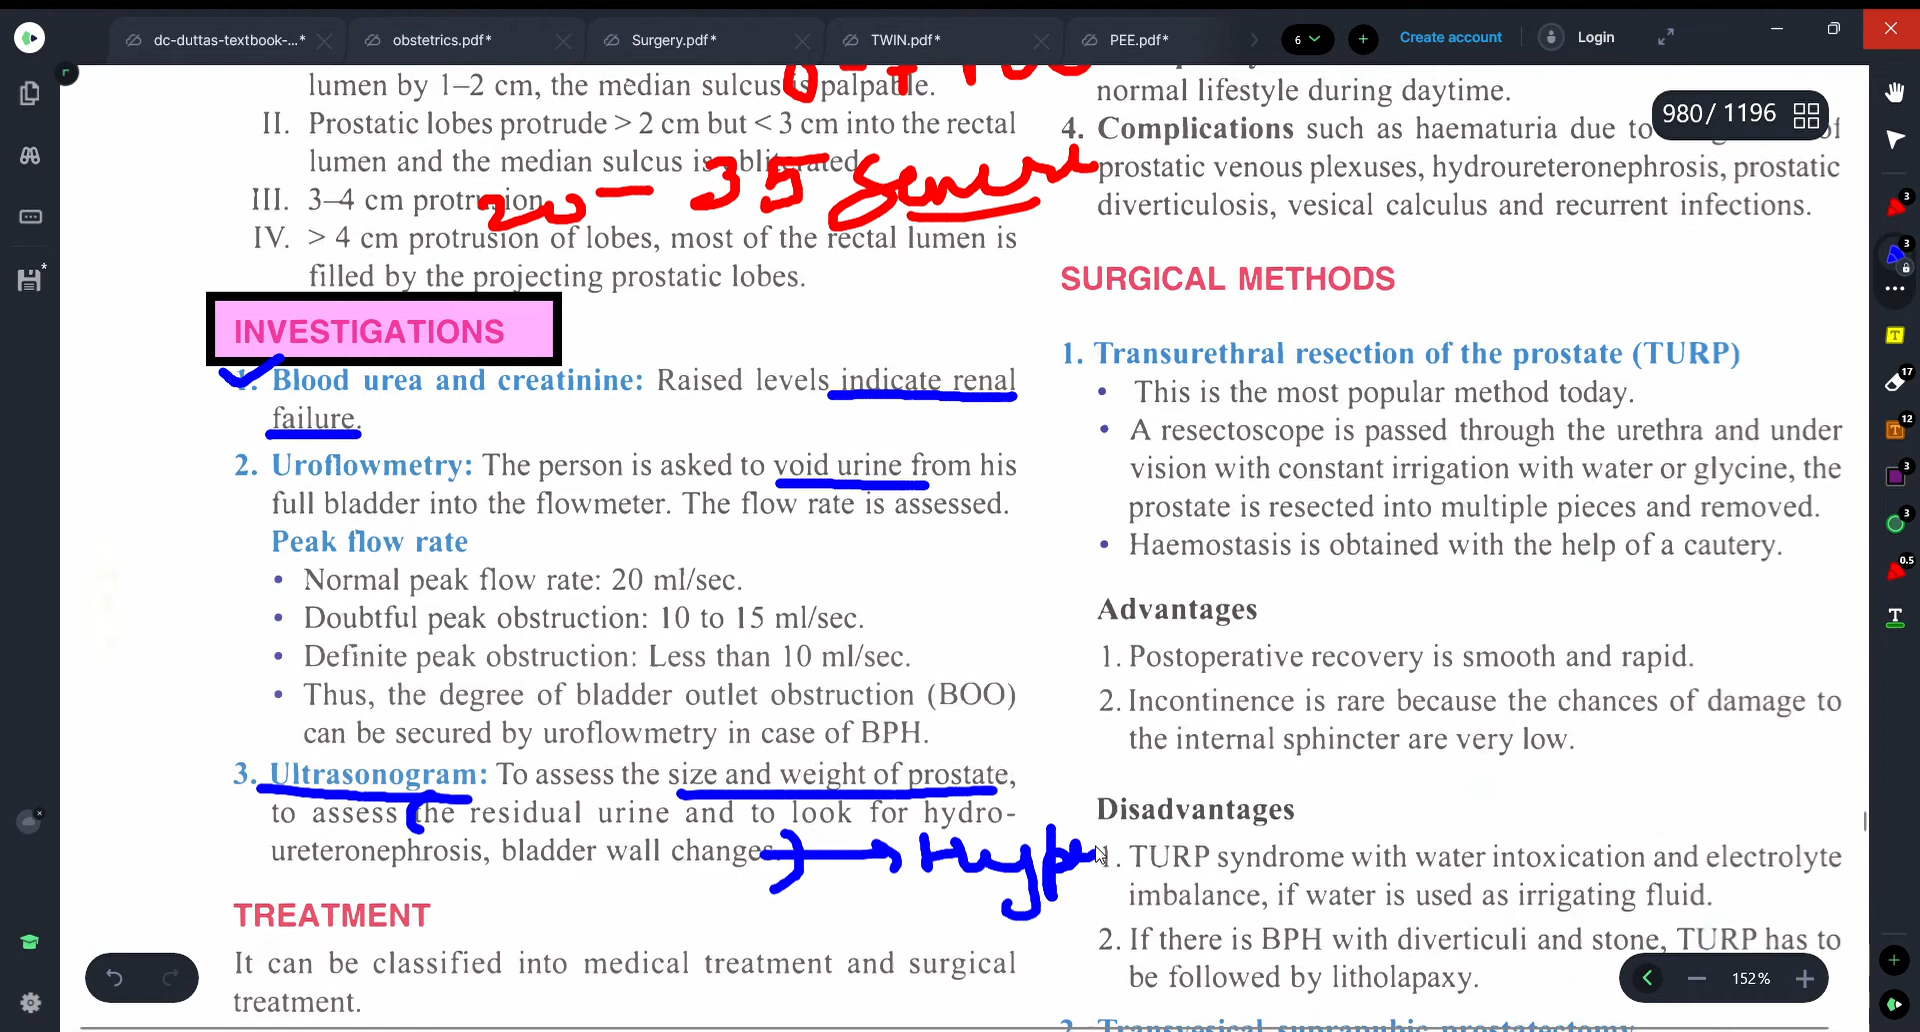 dc-duttas-textbook-...*
obstetrics.pdf*
Surgery.pdf*
TWIN.pdf*
PEE.pdf*
6
Create account
Login
980 / 1196
lumen by 1–2 cm, the median sulcus is palpable.
II. Prostatic lobes protrude > 2 cm but < 3 cm into the rectal
lumen and the median sulcus is obliterated.
III. 3–4 cm protrusion
20 – 35 severe
IV. > 4 cm protrusion of lobes, most of the rectal lumen is
filled by the projecting prostatic lobes.
INVESTIGATIONS
1. Blood urea and creatinine: Raised levels indicate renal
failure.
2. Uroflowmetry: The person is asked to void urine from his
full bladder into the flowmeter. The flow rate is assessed.
Peak flow rate
• Normal peak flow rate: 20 ml/sec.
• Doubtful peak obstruction: 10 to 15 ml/sec.
• Definite peak obstruction: Less than 10 ml/sec.
• Thus, the degree of bladder outlet obstruction (BOO)
can be secured by uroflowmetry in case of BPH.
3. Ultrasonogram: To assess the size and weight of prostate,
to assess the residual urine and to look for hydro-
ureteronephrosis, bladder wall changes
TREATMENT
It can be classified into medical treatment and surgical
treatment.
normal lifestyle during daytime.
4. Complications such as haematuria due to
prostatic venous plexuses, hydroureteronephrosis, prostatic
diverticulosis, vesical calculus and recurrent infections.
SURGICAL METHODS
1. Transurethral resection of the prostate (TURP)
• This is the most popular method today.
• A resectoscope is passed through the urethra and under
vision with constant irrigation with water or glycine, the
prostate is resected into multiple pieces and removed.
• Haemostasis is obtained with the help of a cautery.
Advantages
1. Postoperative recovery is smooth and rapid.
2. Incontinence is rare because the chances of damage to
the internal sphincter are very low.
Disadvantages
1. TURP syndrome with water intoxication and electrolyte
imbalance, if water is used as irrigating fluid.
2. If there is BPH with diverticuli and stone, TURP has to
be followed by litholapaxy.
2. Transvesical suprapubic prostatectomy
152%
3
3
17
12
3
3
0.5